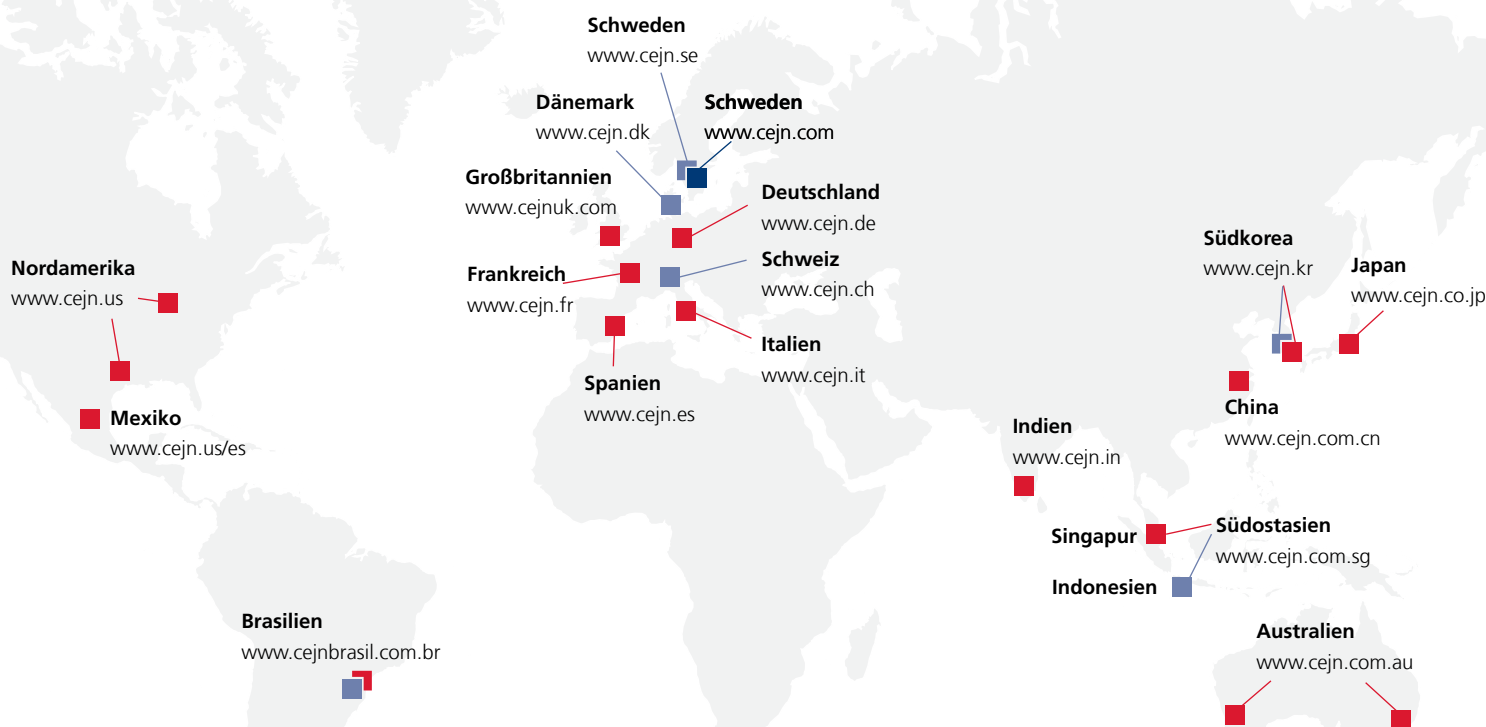 Schweden
www.cejn.se
Dänemark
www.cejn.dk
Schweden
www.cejn.com
Großbritannien
www.cejnuk.com
Deutschland
www.cejn.de
Frankreich
www.cejn.fr
Schweiz
www.cejn.ch
Italien
www.cejn.it
Spanien
www.cejn.es
Nordamerika
www.cejn.us
Mexiko
www.cejn.us/es
Brasilien
www.cejnbrasil.com.br
Südkorea
www.cejn.kr
Japan
www.cejn.co.jp
China
www.cejn.com.cn
Indien
www.cejn.in
Singapur
Südostasien
www.cejn.com.sg
Indonesien
Australien
www.cejn.com.au